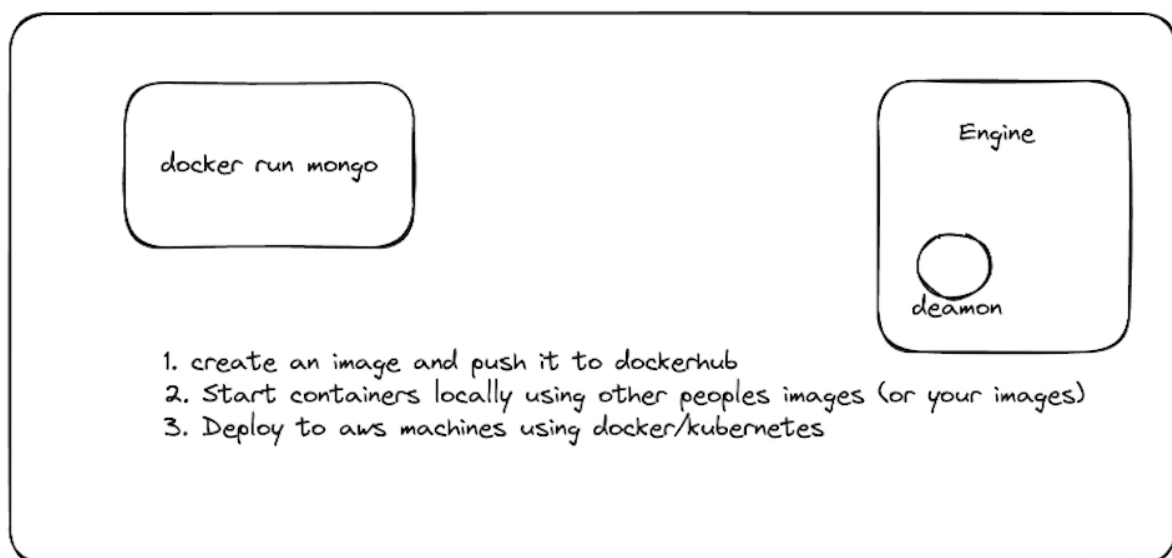 docker run mongo
Engine
deamon
1. create an image and push it to dockerhub
2. Start containers locally using other peoples images (or your images)
3. Deploy to aws machines using docker/kubernetes